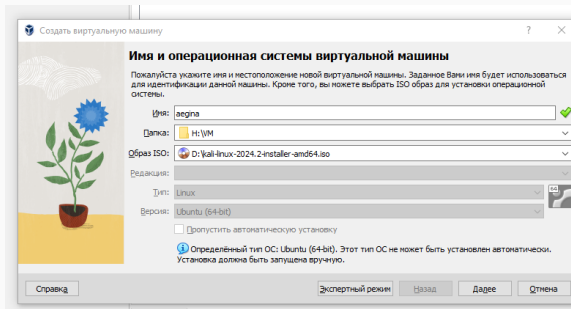 Создать виртуальную машину
Имя и операционная системы виртуальной машины
Пожалуйста укажите имя и местоположение новой виртуальной машины. Заданное Вами имя будет использоваться
для идентификации данной машины. Кроме того, вы можете выбрать ISO образ для установки операционной
системы.
Имя: aegina
Папка: H:\VM
Образ ISO: D:\kali-linux-2024.2-installer-amd64.iso
Редакция:
Тип: Linux
64
Версия: Ubuntu (64-bit)
Пропустить автоматическую установку
Определённый тип ОС: Ubuntu (64-bit). Этот тип ОС не может быть установлен автоматически.
Установка должна быть запущена вручную.
Справка Экспертный режим Назад Далее Отмена